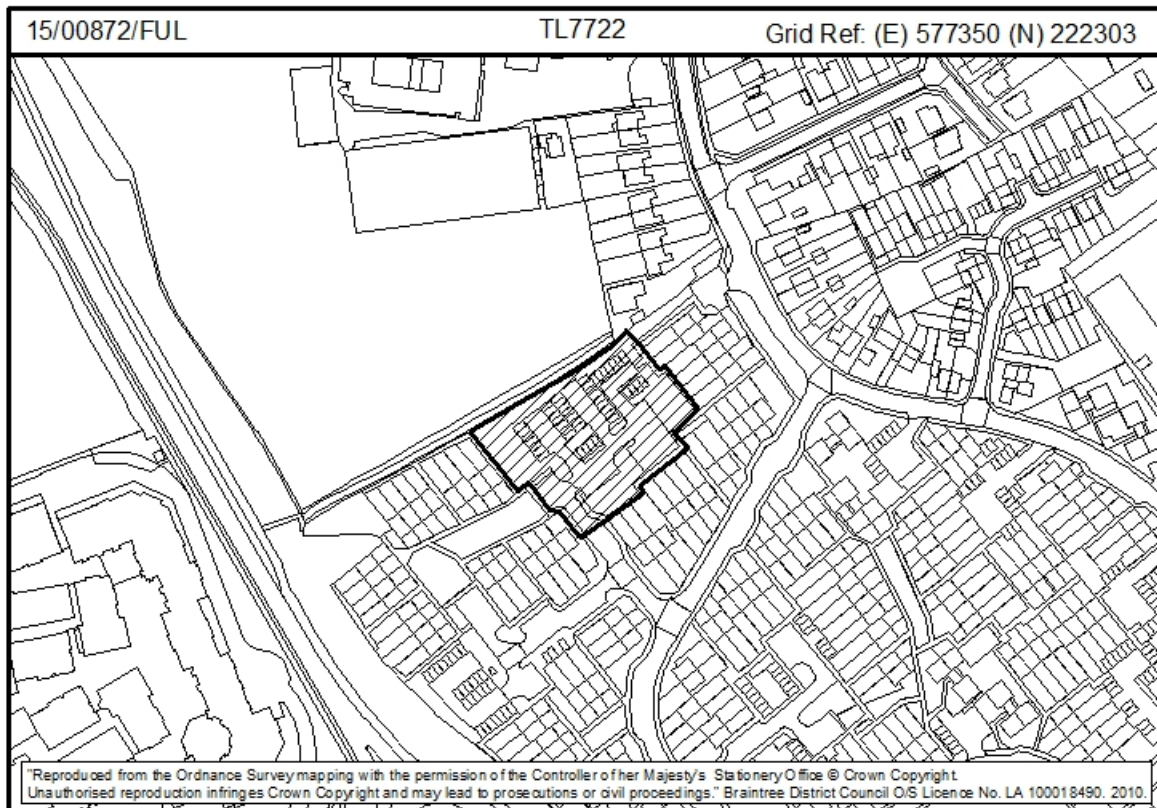 15/00872/FUL TL7722 Grid Ref: (E) 577350 (N) 222303
"Reproduced from the Ordnance Survey mapping with the permission of the Controller of her Majesty's Stationery Office © Crown Copyright.
Unauthorised reproduction infringes Crown Copyright and may lead to prosecutions or civil proceedings." Braintree District Council O/S Licence No. LA 100018490. 2010.